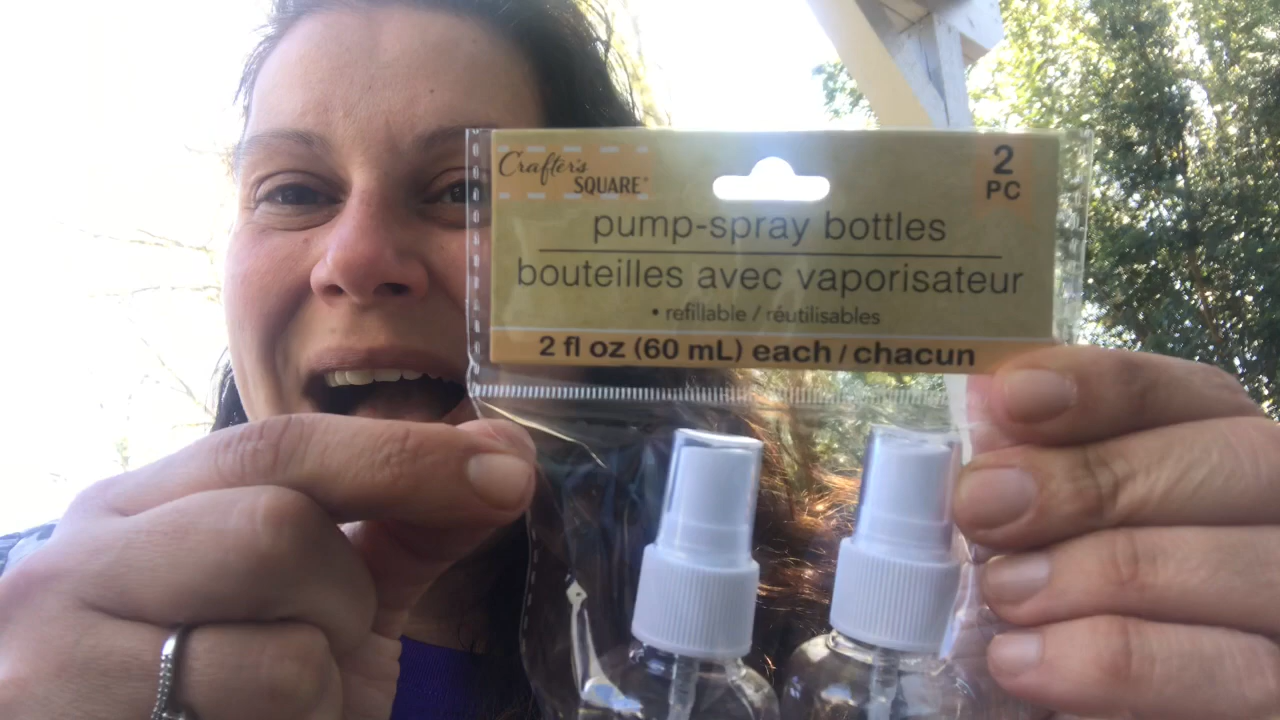 Crafter's
SQUARE®
2
PC
pump-spray bottles
bouteilles avec vaporisateur
• refillable / réutilisables
2 fl oz (60 mL) each / chacun